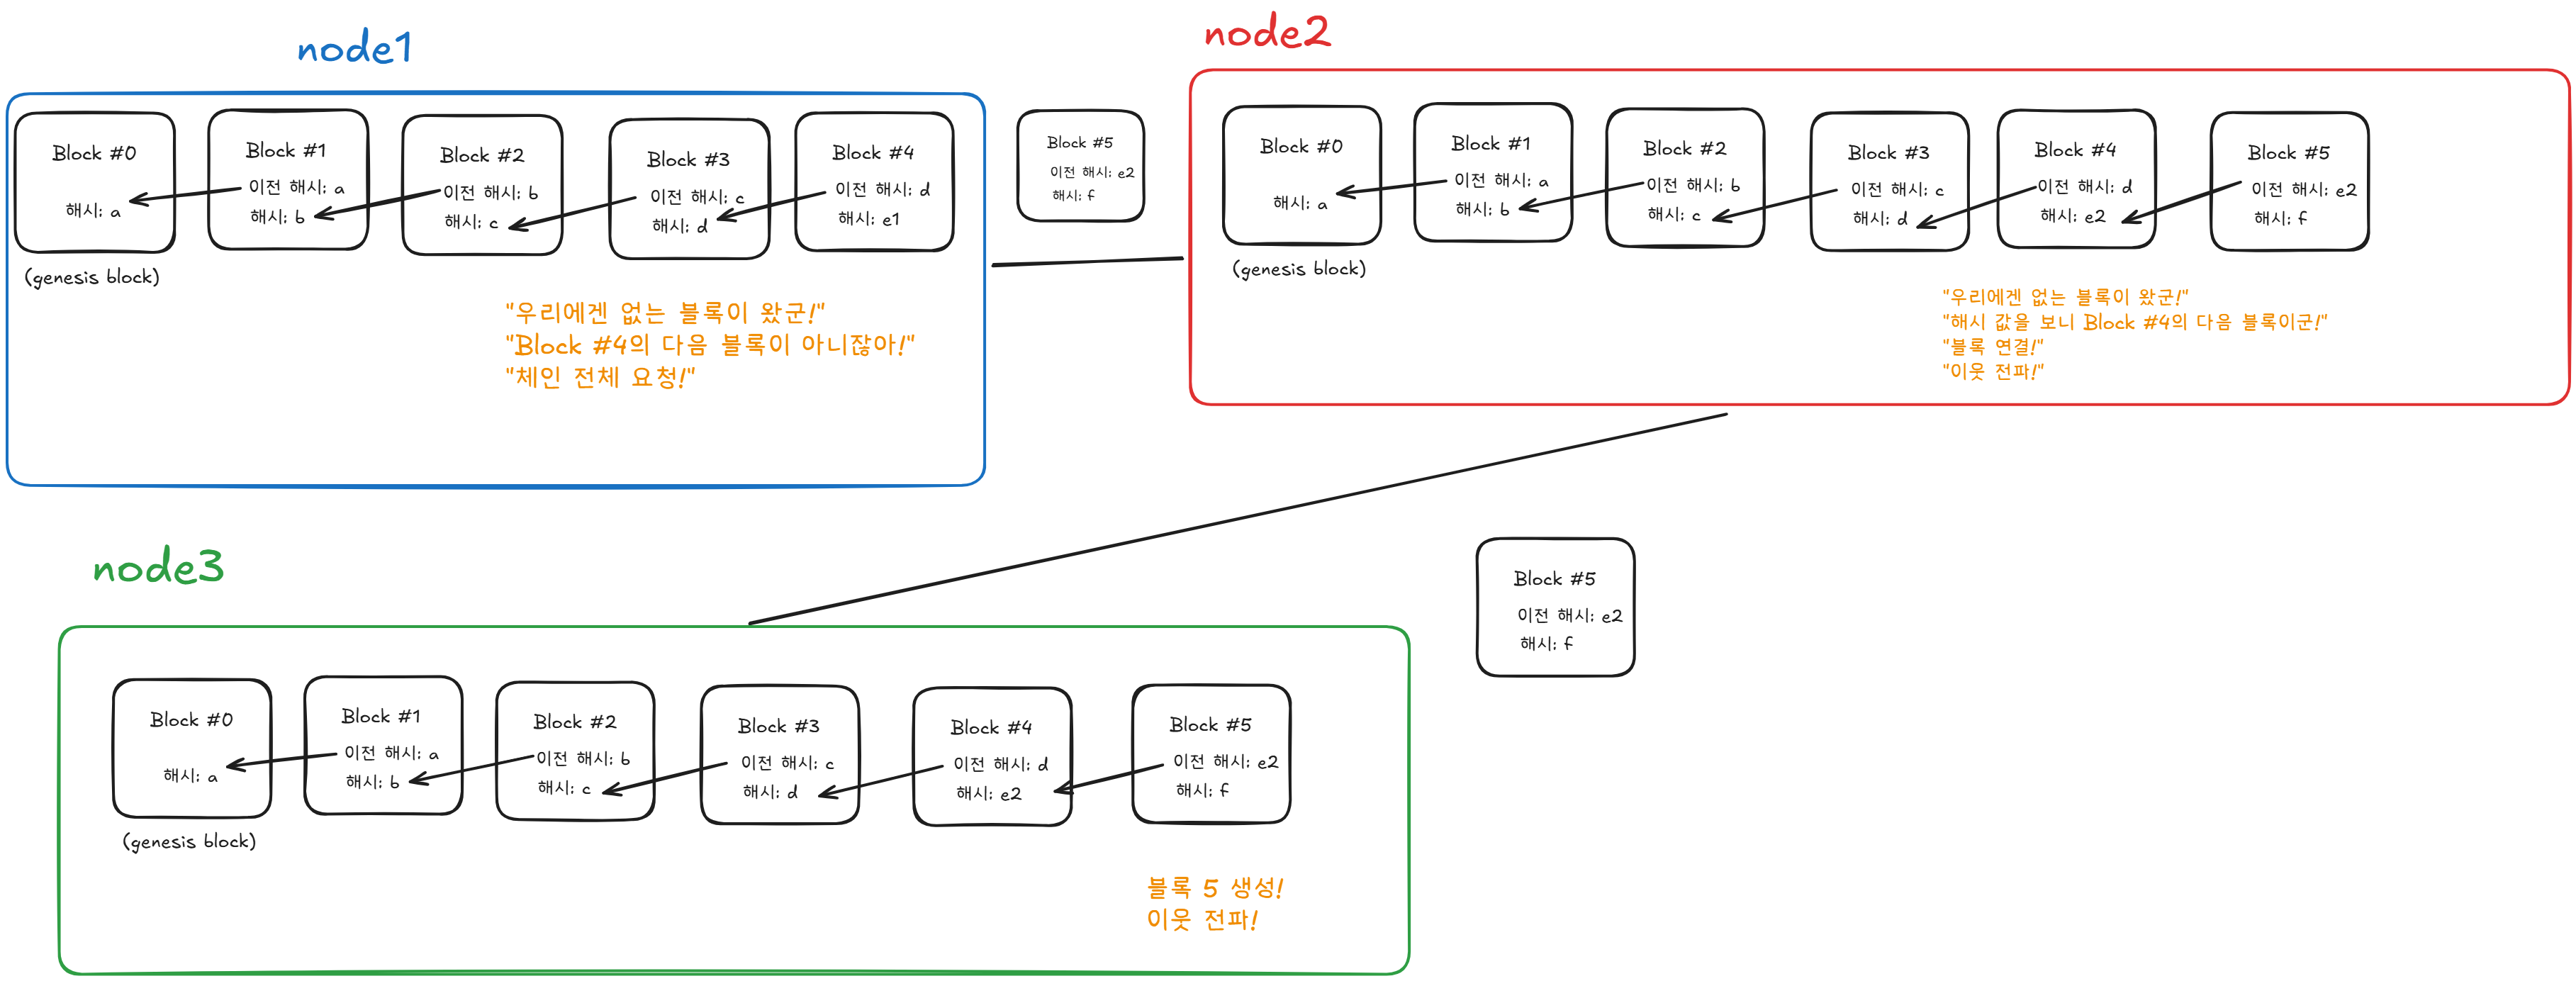 node1
Block #0
해시: a
(genesis block)
Block #1
이전 해시: a
해시: b
Block #2
이전 해시: b
해시: c
Block #3
이전 해시: c
해시: d
Block #4
이전 해시: d
해시: e1
"우리에겐 없는 블록이 왔군!"
"Block #4의 다음 블록이 아니잖아!"
"체인 전체 요청!"
Block #5
이전 해시: e2
해시: f
node2
Block #0
해시: a
(genesis block)
Block #1
이전 해시: a
해시: b
Block #2
이전 해시: b
해시: c
Block #3
이전 해시: c
해시: d
Block #4
이전 해시: d
해시: e2
Block #5
이전 해시: e2
해시: f
"우리에겐 없는 블록이 왔군!"
"해시 값을 보니 Block #4의 다음 블록이군!"
"블록 연결!"
"이웃 전파!"
Block #5
이전 해시: e2
해시: f
node3
Block #0
해시: a
(genesis block)
Block #1
이전 해시: a
해시: b
Block #2
이전 해시: b
해시: c
Block #3
이전 해시: c
해시: d
Block #4
이전 해시: d
해시: e2
Block #5
이전 해시: e2
해시: f
블록 5 생성!
이웃 전파!